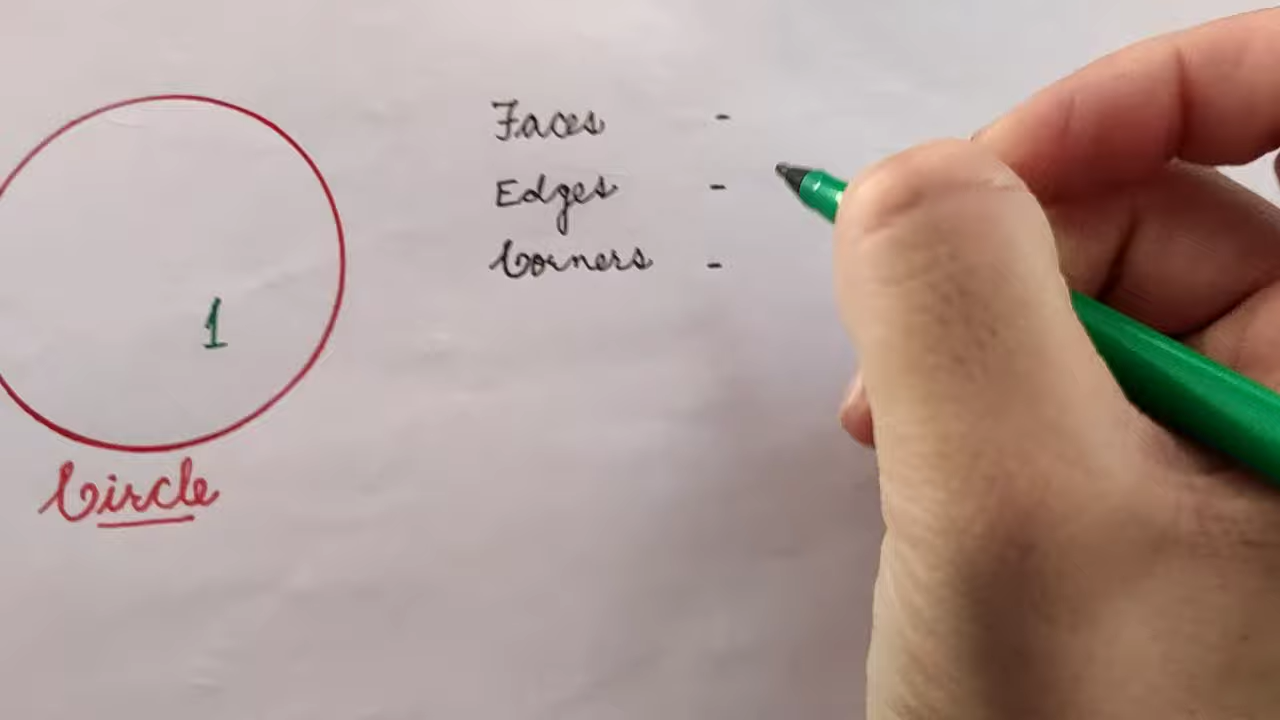 Faces -
Edges -
Corners -
1
Circle